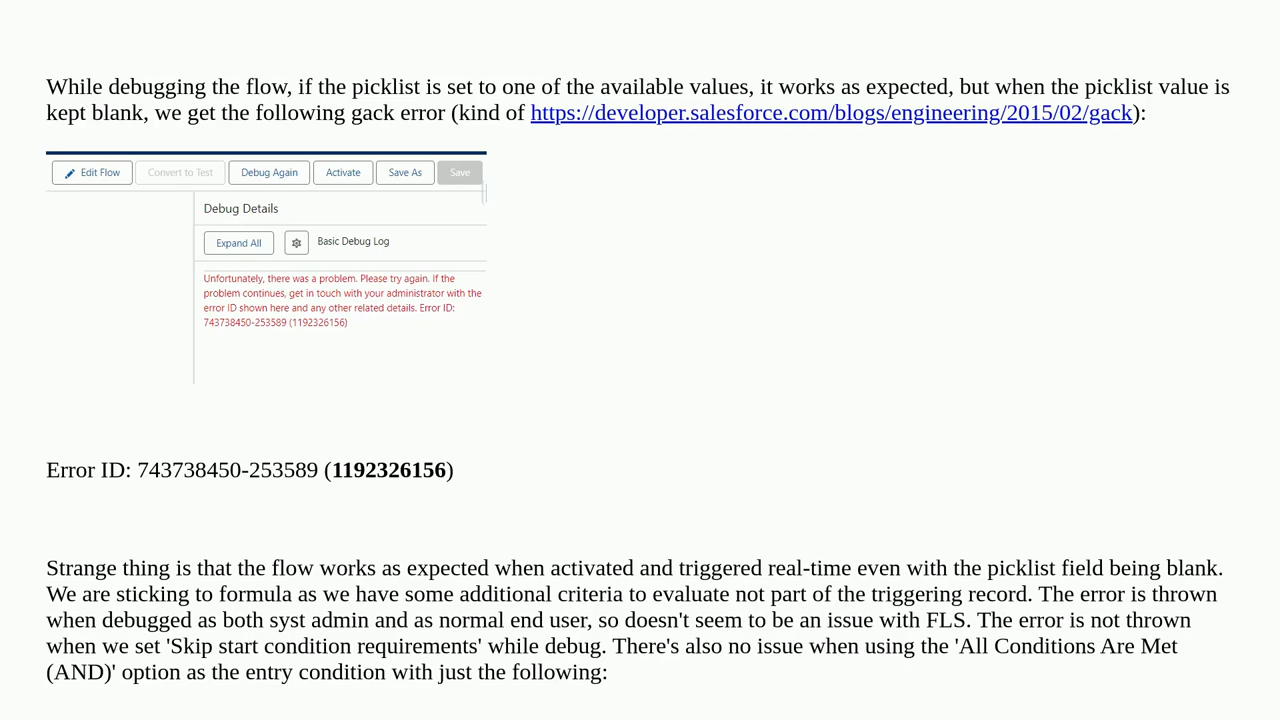 While debugging the flow, if the picklist is set to one of the available values, it works as expected, but when the picklist value is
kept blank, we get the following gack error (kind of https://developer.salesforce.com/blogs/engineering/2015/02/gack):
Edit Flow Convert to Test Debug Again Activate Save As Save
Debug Details
Expand All Basic Debug Log
Unfortunately, there was a problem. Please try again. If the
problem continues, get in touch with your administrator with the
error ID shown here and any other related details. Error ID:
743738450-253589 (1192326156)
Error ID: 743738450-253589 (1192326156)
Strange thing is that the flow works as expected when activated and triggered real-time even with the picklist field being blank.
We are sticking to formula as we have some additional criteria to evaluate not part of the triggering record. The error is thrown
when debugged as both syst admin and as normal end user, so doesn't seem to be an issue with FLS. The error is not thrown
when we set 'Skip start condition requirements' while debug. There's also no issue when using the 'All Conditions Are Met
(AND)' option as the entry condition with just the following: